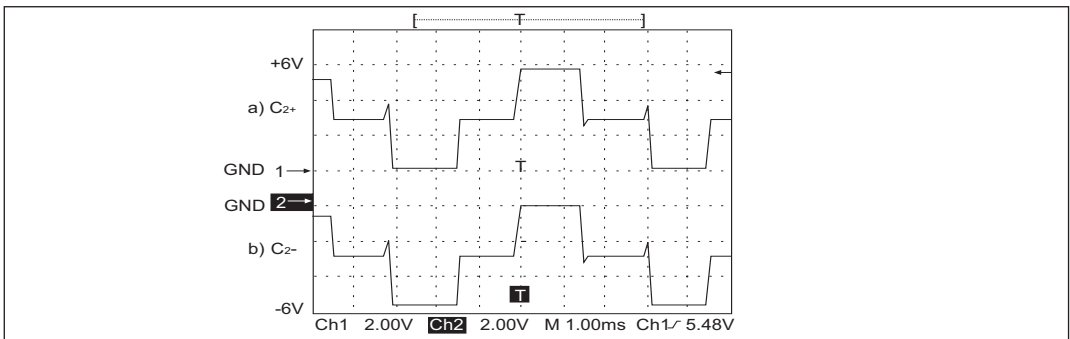 [ T ]
+6V
a) C2+
T
GND 1
GND 2
b) C2-
T
-6V
Ch1 2.00V Ch2 2.00V M 1.00ms Ch1 5.48V